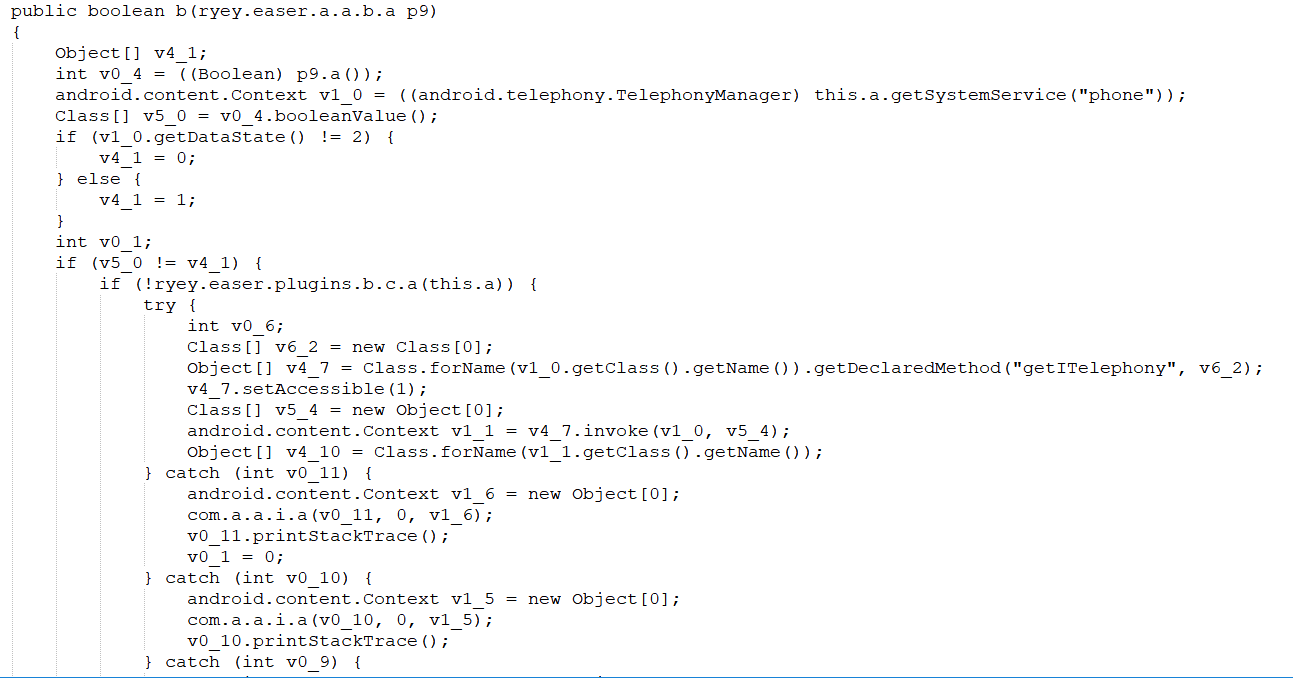 public boolean b(ryey.easer.a.a.b.a p9)
{
    Object[] v4_1;
    int v0_4 = ((Boolean) p9.a());
    android.content.Context v1_0 = ((android.telephony.TelephonyManager) this.a.getSystemService("phone"));
    Class[] v5_0 = v0_4.booleanValue();
    if (v1_0.getDataState() != 2) {
        v4_1 = 0;
    } else {
        v4_1 = 1;
    }
    int v0_1;
    if (v5_0 != v4_1) {
        if (!ryey.easer.plugins.b.c.a(this.a)) {
            try {
                int v0_6;
                Class[] v6_2 = new Class[0];
                Object[] v4_7 = Class.forName(v1_0.getClass().getName()).getDeclaredMethod("getITelephony", v6_2);
                v4_7.setAccessible(1);
                Class[] v5_4 = new Object[0];
                android.content.Context v1_1 = v4_7.invoke(v1_0, v5_4);
                Object[] v4_10 = Class.forName(v1_1.getClass().getName());
            } catch (int v0_11) {
                android.content.Context v1_6 = new Object[0];
                com.a.a.i.a(v0_11, 0, v1_6);
                v0_11.printStackTrace();
                v0_1 = 0;
            } catch (int v0_10) {
                android.content.Context v1_5 = new Object[0];
                com.a.a.i.a(v0_10, 0, v1_5);
                v0_10.printStackTrace();
            } catch (int v0_9) {